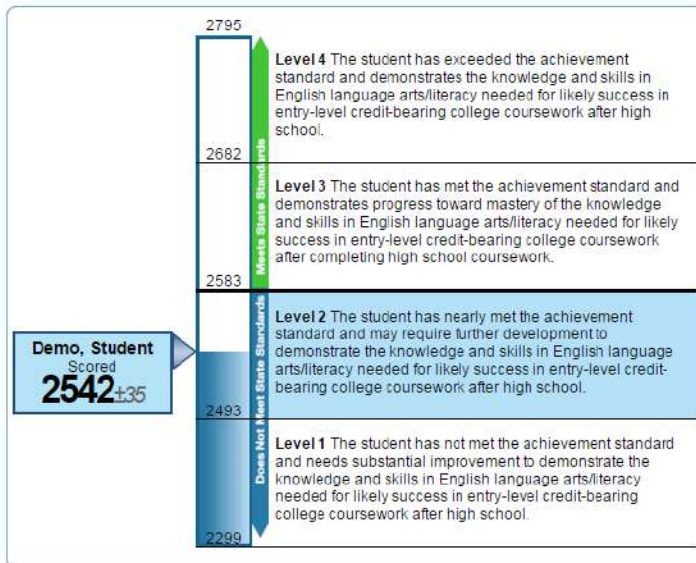 2795
Level 4 The student has exceeded the achievement
standard and demonstrates the knowledge and skills in
English language arts/literacy needed for likely success in
entry-level credit-bearing college coursework after high
school.
2682
Level 3 The student has met the achievement standard and
demonstrates progress toward mastery of the knowledge
and skills in English language arts/literacy needed for likely
success in entry-level credit-bearing college coursework
after completing high school coursework.
2583
Meets State Standards
Level 2 The student has nearly met the achievement
standard and may require further development to
demonstrate the knowledge and skills in English language
arts/literacy needed for likely success in entry-level credit-
bearing college coursework after high school.
Demo, Student
Scored
2542 ±35
2493
Does Not Meet State Standards
Level 1 The student has not met the achievement standard
and needs substantial improvement to demonstrate the
knowledge and skills in English language arts/literacy
needed for likely success in entry-level credit-bearing
college coursework after high school.
2299